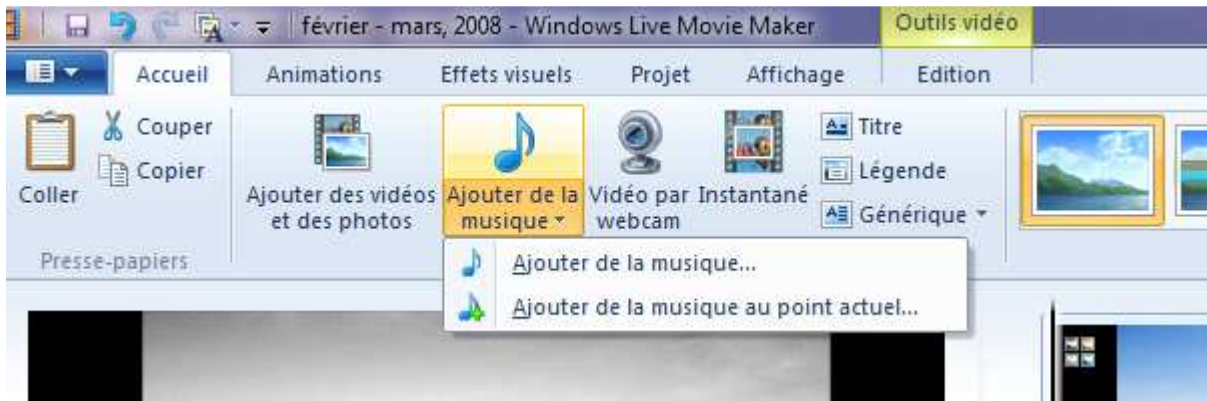 février - mars, 2008 - Windows Live Movie Maker
Outils vidéo
Accueil
Animations
Effets visuels
Projet
Affichage
Edition
Coller
Couper
Copier
Presse-papiers
Ajouter des vidéos
et des photos
Ajouter de la
musique
Vidéo par
webcam
Instantané
Titre
Légende
Générique
Ajouter de la musique...
Ajouter de la musique au point actuel...